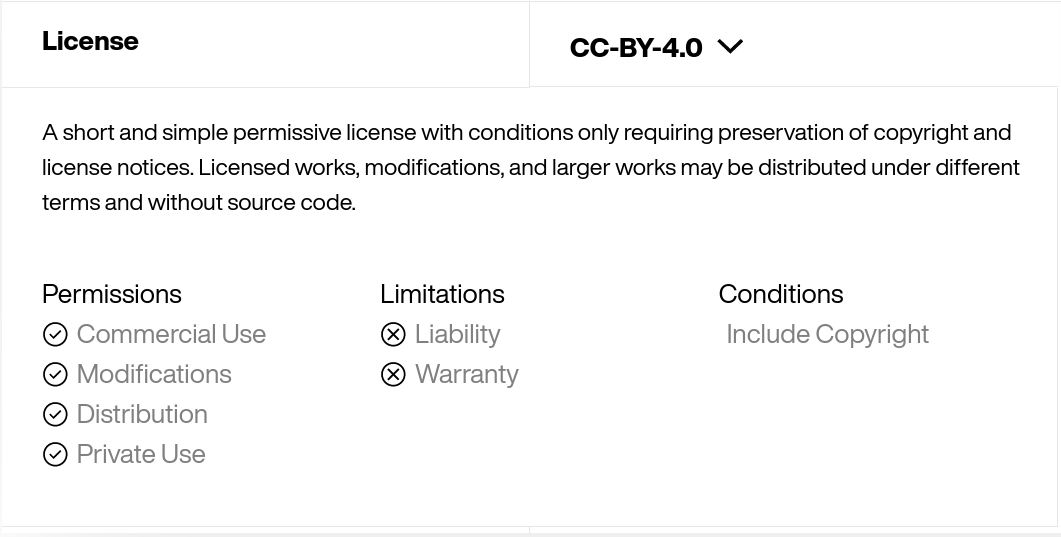 License
CC-BY-4.0
A short and simple permissive license with conditions only requiring preservation of copyright and
license notices. Licensed works, modifications, and larger works may be distributed under different
terms and without source code.
Permissions
Commercial Use
Modifications
Distribution
Private Use
Limitations
Liability
Warranty
Conditions
Include Copyright